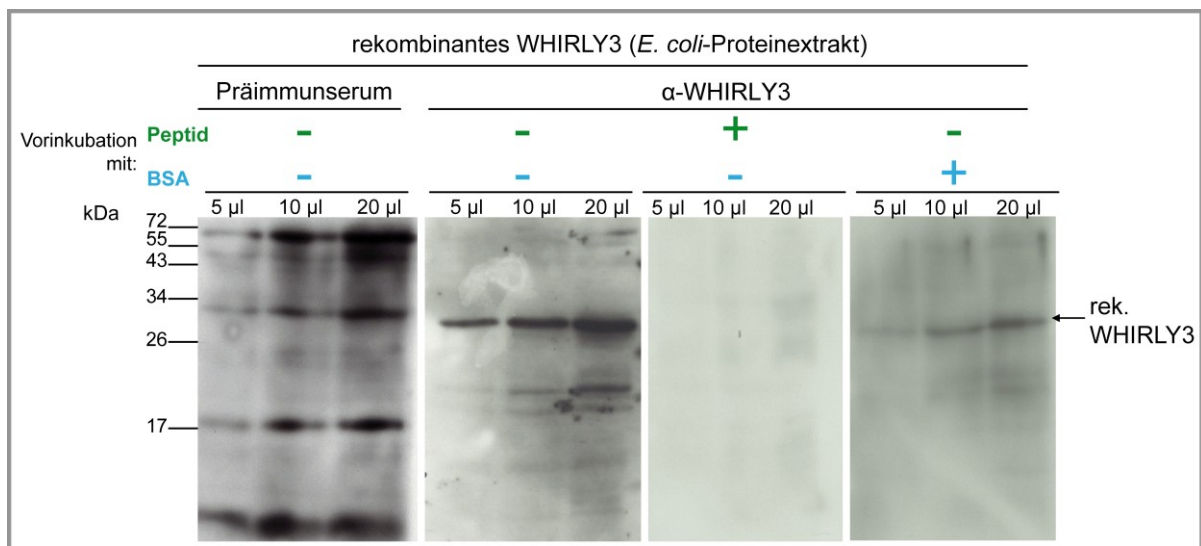 rekombinantes WHIRLY3 (E. coli-Proteinextrakt)
Präimmunserum α-WHIRLY3
Vorinkubation mit:
Peptid - - + -
BSA - - - +
kDa 5 µl 10 µl 20 µl 5 µl 10 µl 20 µl 5 µl 10 µl 20 µl 5 µl 10 µl 20 µl
72
55
43
34
26
17
rek.
WHIRLY3